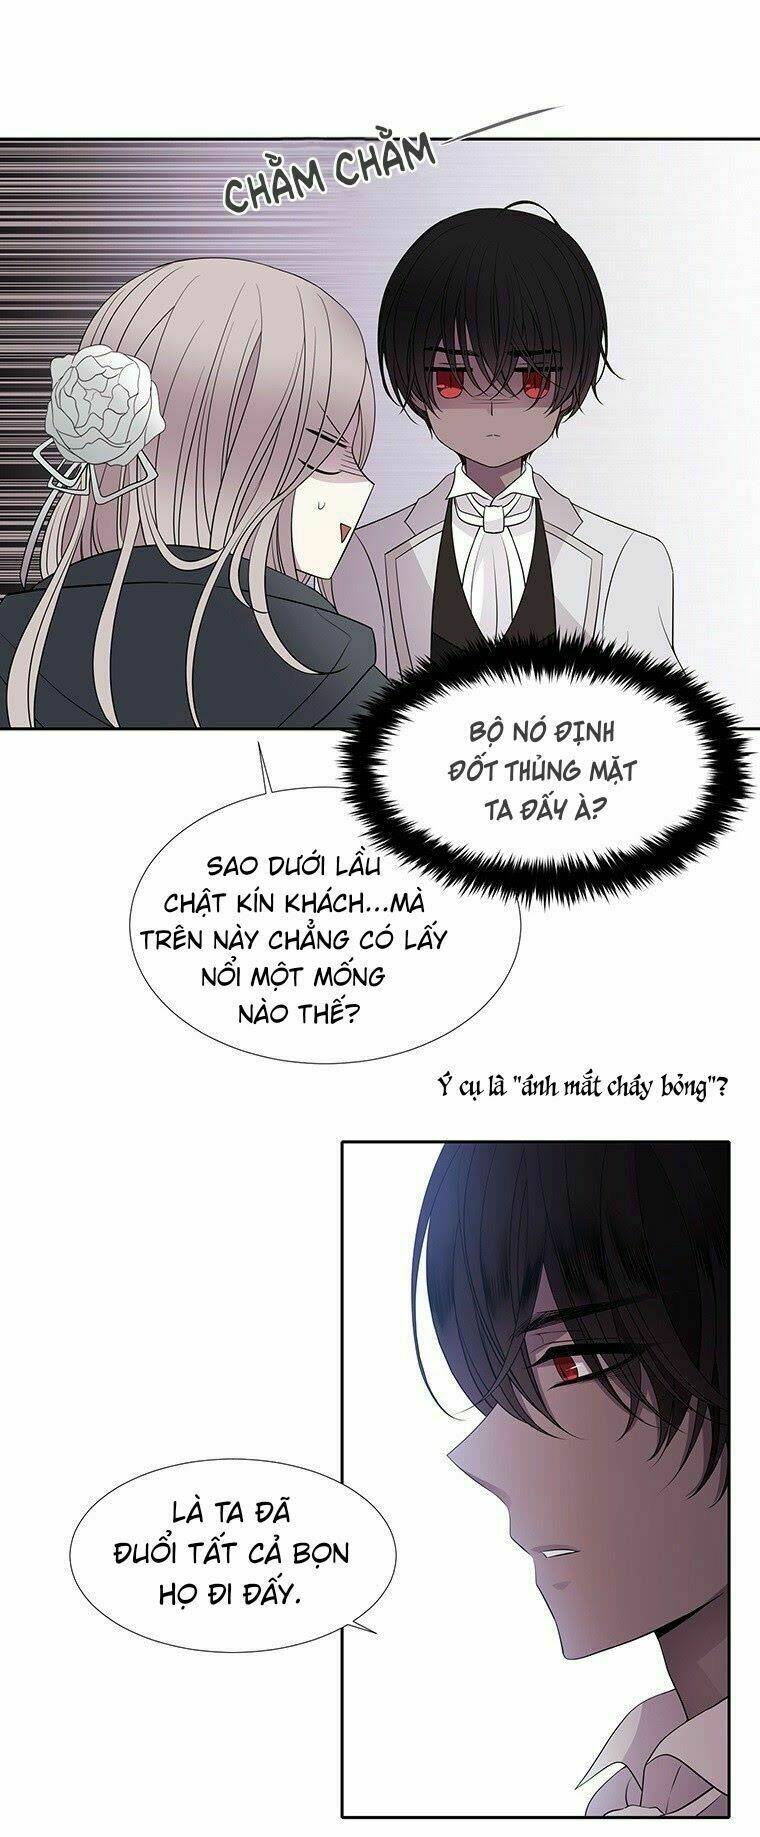 CHẰM CHẰM
BỘ NÓ ĐỊNH
ĐỐT THỦNG MẶT
TA ĐẤY À?
SAO DƯỚI LẦU
CHẬT KÍN KHÁCH...MÀ
TRÊN NÀY CHẲNG CÓ LẤY
NỔI MỘT MỐNG
NÀO THẾ?
Ý cụ là "ánh mắt cháy bỏng"?
LÀ TA ĐÃ
ĐUỔI TẤT CẢ BỌN
HỌ ĐI ĐẤY.